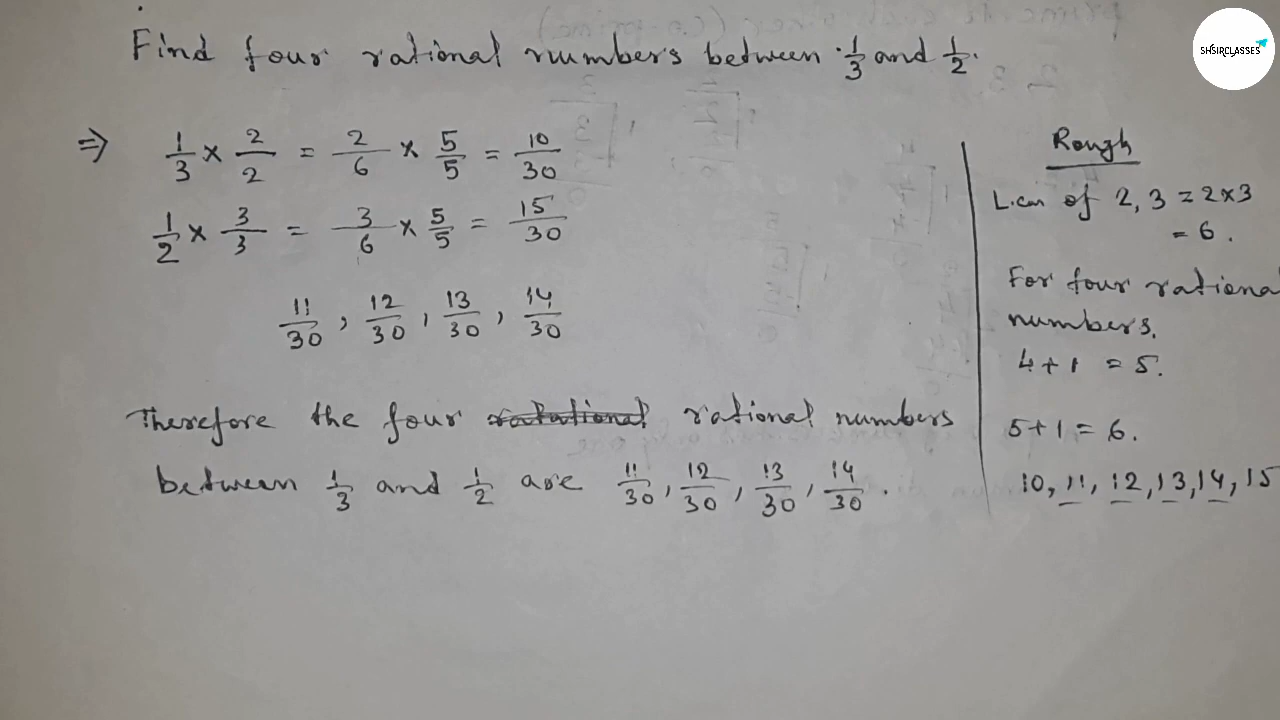 Find four rational numbers between 1/3 and 1/2.
SHSIRCLASSES
⇒ 1/3 × 2/2 = 2/6 × 5/5 = 10/30
1/2 × 3/3 = 3/6 × 5/5 = 15/30
11/30, 12/30, 13/30, 14/30
Therefore the four rational numbers
between 1/3 and 1/2 are 11/30, 12/30, 13/30, 14/30.
Rough
L.cm of 2, 3 = 2×3
= 6.
For four rationa
numbers.
4+1 = 5.
5+1 = 6.
10, 11, 12, 13, 14, 15